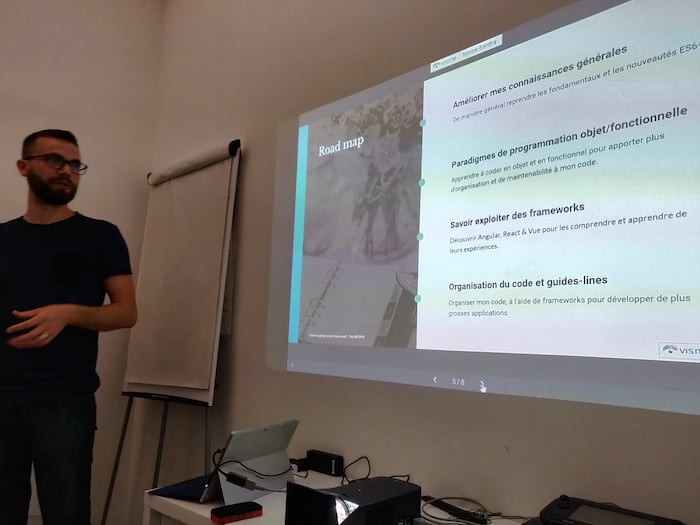 Road map
Améliorer mes connaissances générales
De manière général reprendre les fondamentaux et les nouveautés ES6+
Paradigmes de programmation objet/fonctionnelle
Apprendre à coder en objet et en fonctionnel pour apporter plus
d'organisation et de maintenabilité à mon code.
Savoir exploiter des frameworks
Découvrir Angular, React & Vue pour les comprendre et apprendre de
leurs expériences.
Organisation du code et guides-lines
Organiser mon code, à l'aide de frameworks pour développer de plus
grosses applications
5 / 8